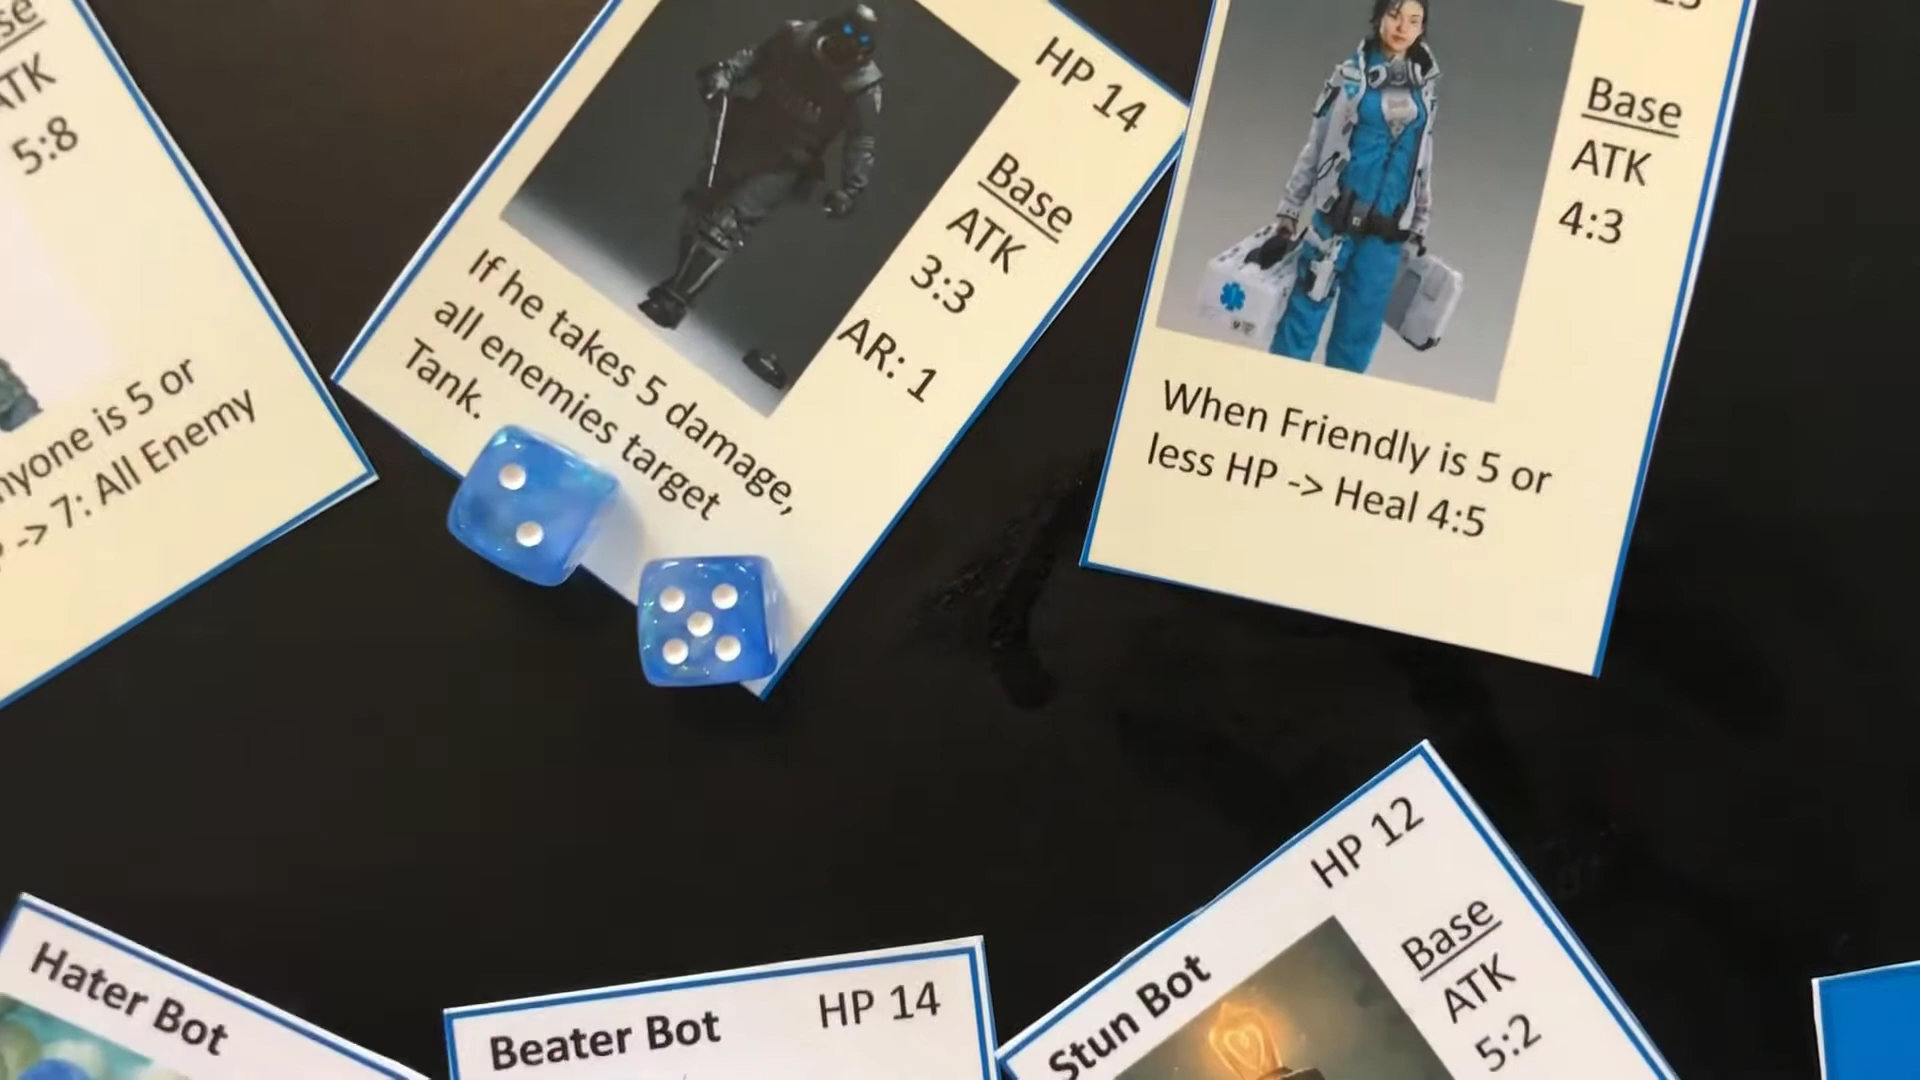 ATK
5:8
5 or
-> 7: All Enemy
HP 14
Base
ATK
3:3
AR: 1
If he takes 5 damage,
all enemies target
Tank.
Base
ATK
4:3
When Friendly is 5 or
less HP -> Heal 4:5
Hater Bot
Beater Bot
HP 14
Stun Bot
HP 12
Base
ATK
5:2